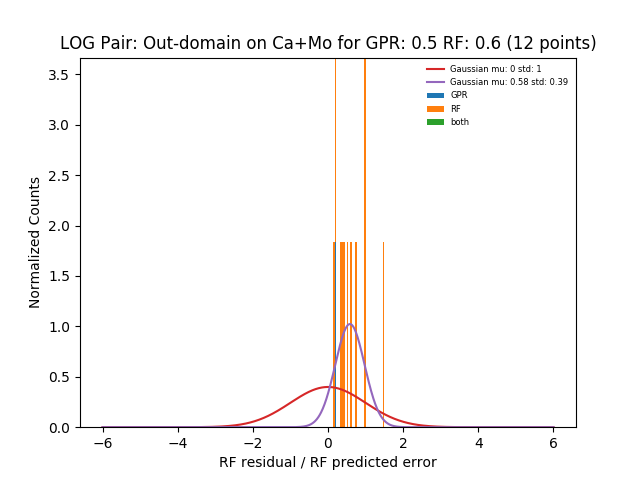 LOG Pair: Out-domain on Ca+Mo for GPR: 0.5 RF: 0.6 (12 points)
Gaussian mu: 0 std: 1
Gaussian mu: 0.58 std: 0.39
GPR
RF
both
3.5
3.0
2.5
2.0
1.5
1.0
0.5
0.0
Normalized Counts
−6
−4
−2
0
2
4
6
RF residual / RF predicted error